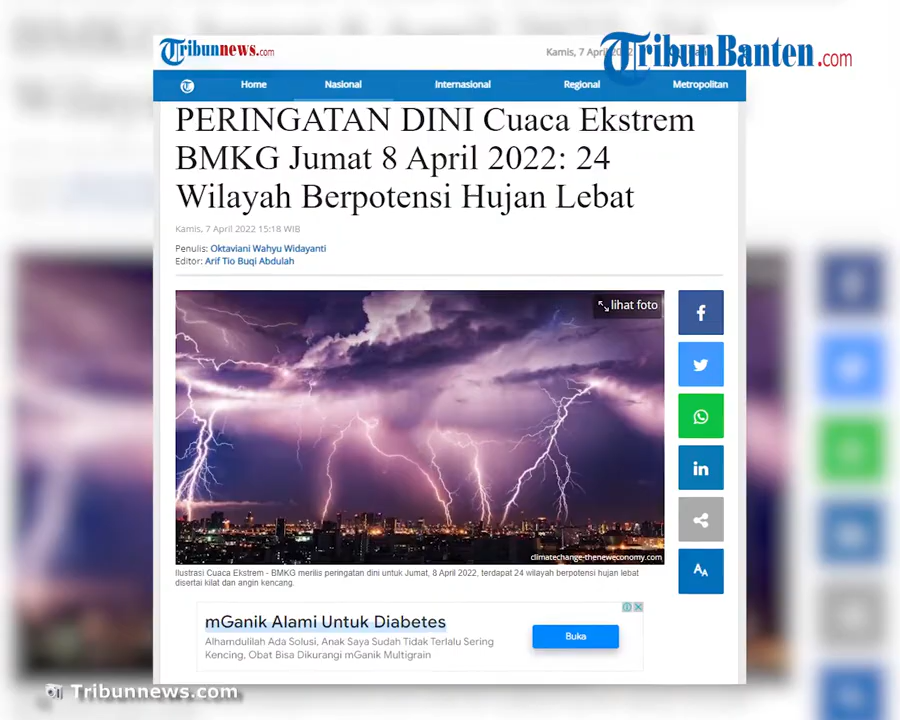 Tribunnews.com
Kamis, 7 April 2022
TribunBanten.com
Home
Nasional
Internasional
Regional
Metropolitan
PERINGATAN DINI Cuaca Ekstrem
BMKG Jumat 8 April 2022: 24
Wilayah Berpotensi Hujan Lebat
Kamis, 7 April 2022 15:18 WIB
Penulis: Oktaviani Wahyu Widayanti
Editor: Arif Tio Buqi Abdulah
lihat foto
climatechange-theneweconomy.com
Ilustrasi Cuaca Ekstrem - BMKG merilis peringatan dini untuk Jumat, 8 April 2022, terdapat 24 wilayah berpotensi hujan lebat
disertai kilat dan angin kencang.
mGanik Alami Untuk Diabetes
Alhamdulilah Ada Solusi, Anak Saya Sudah Tidak Terlalu Sering
Kencing, Obat Bisa Dikurangi mGanik Multigrain
Buka
Tribunnews.com